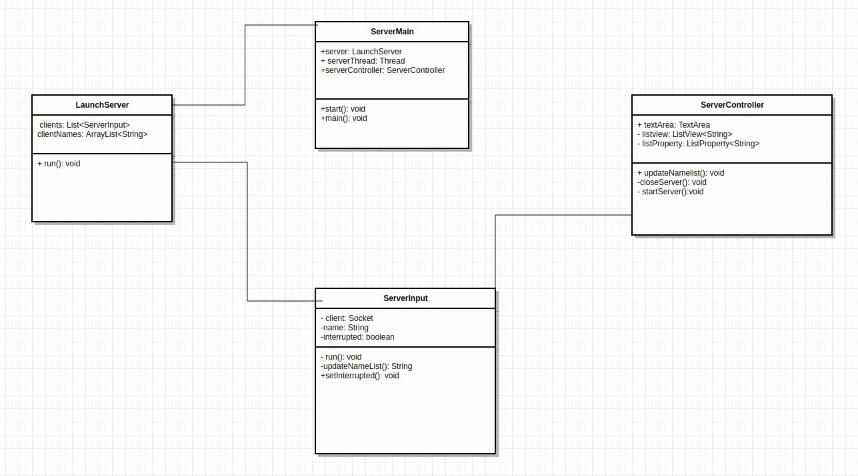 ServerMain
+server: LaunchServer
+ serverThread: Thread
+serverController: ServerController
+start(): void
+main(): void
LaunchServer
clients: List<ServerInput>
clientNames: ArrayList<String>
+ run(): void
ServerController
+ textArea: TextArea
- listview: ListView<String>
- listProperty: ListProperty<String>
+ updateNamelist(): void
-closeServer(): void
- startServer():void
ServerInput
- client: Socket
-name: String
-interrupted: boolean
- run(): void
-updateNameList(): String
+setInterrupted(): void